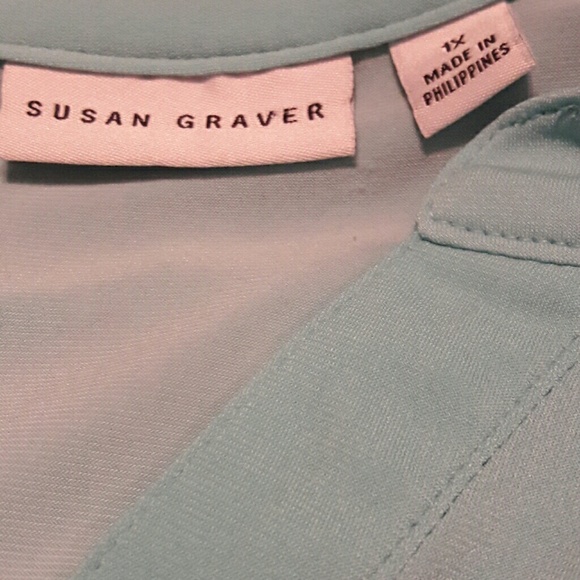 SUSAN GRAVER
1X
MADE IN
PHILIPPINES